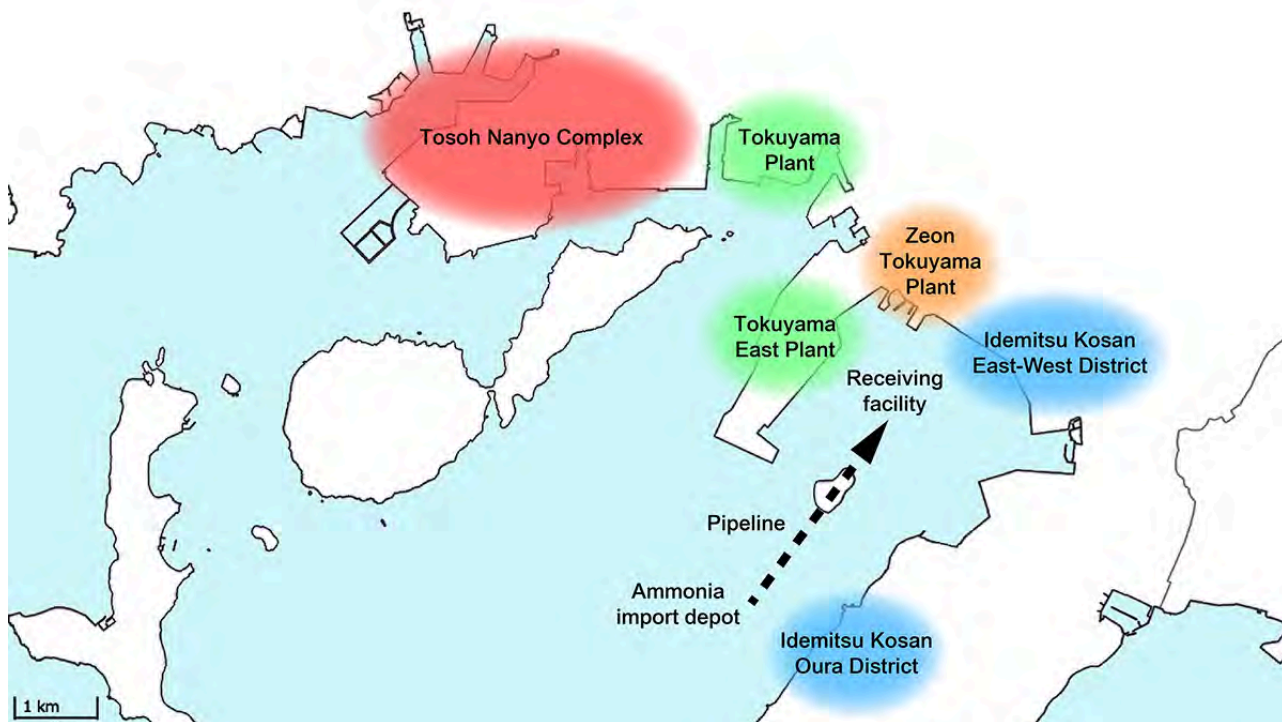 Tosoh Nanyo Complex
Tokuyama
Plant
Zeon
Tokuyama
Plant
Tokuyama
East Plant
Idemitsu Kosan
East-West District
Receiving
facility
Pipeline
Ammonia
import depot
Idemitsu Kosan
Oura District
1 km